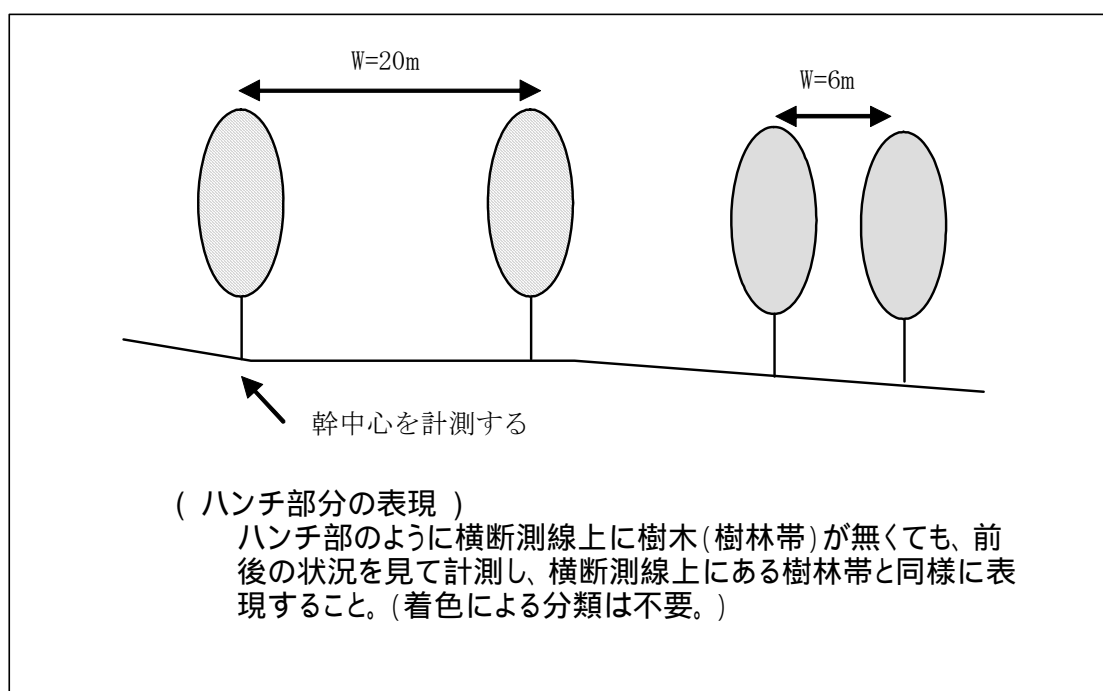 W=20m
W=6m
幹中心を計測する
( ハンチ部分の表現 )
ハンチ部のように横断測線上に樹木(樹林帯)が無くても、前
後の状況を見て計測し、横断測線上にある樹林帯と同様に表
現すること。(着色による分類は不要。)